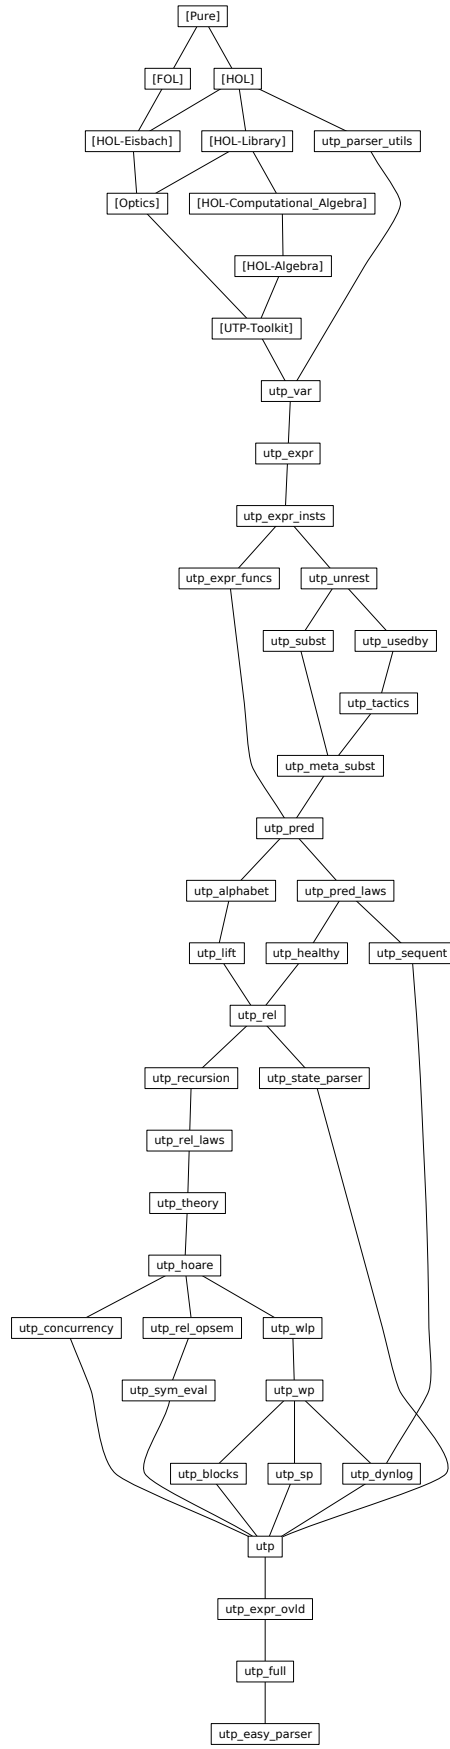 [Pure]
[FOL]
[HOL]
[HOL-Eisbach]
[HOL-Library]
utp_parser_utils
[Optics]
[HOL-Computational_Algebra]
[HOL-Algebra]
[UTP-Toolkit]
utp_var
utp_expr
utp_expr_insts
utp_expr_funcs
utp_unrest
utp_subst
utp_usedby
utp_tactics
utp_meta_subst
utp_pred
utp_alphabet
utp_pred_laws
utp_lift
utp_healthy
utp_sequent
utp_rel
utp_recursion
utp_state_parser
utp_rel_laws
utp_theory
utp_hoare
utp_concurrency
utp_rel_opsem
utp_wlp
utp_sym_eval
utp_wp
utp_blocks
utp_sp
utp_dynlog
utp
utp_expr_ovld
utp_full
utp_easy_parser